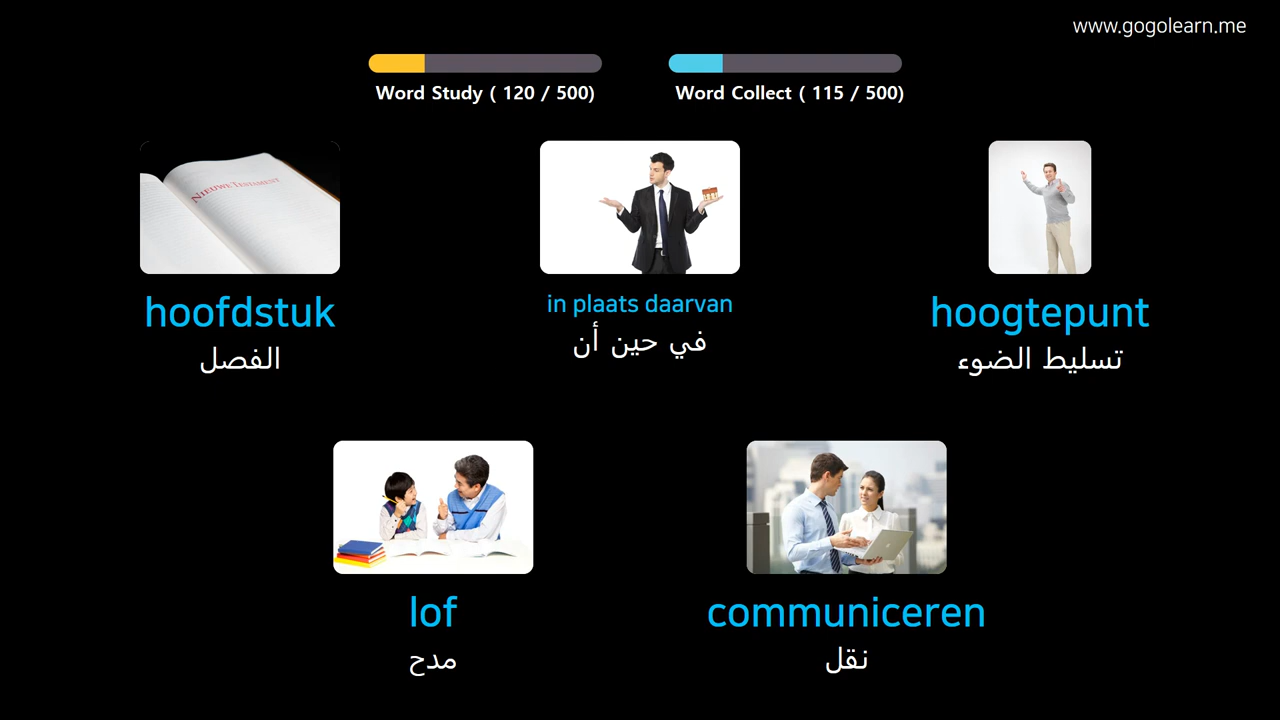 www.gogolearn.me
Word Study ( 120 / 500)
Word Collect ( 115 / 500)
NIEUWE TESTAMENT
hoofdstuk
الفصل
in plaats daarvan
في حين أن
hoogtepunt
تسليط الضوء
lof
مدح
communiceren
نقل